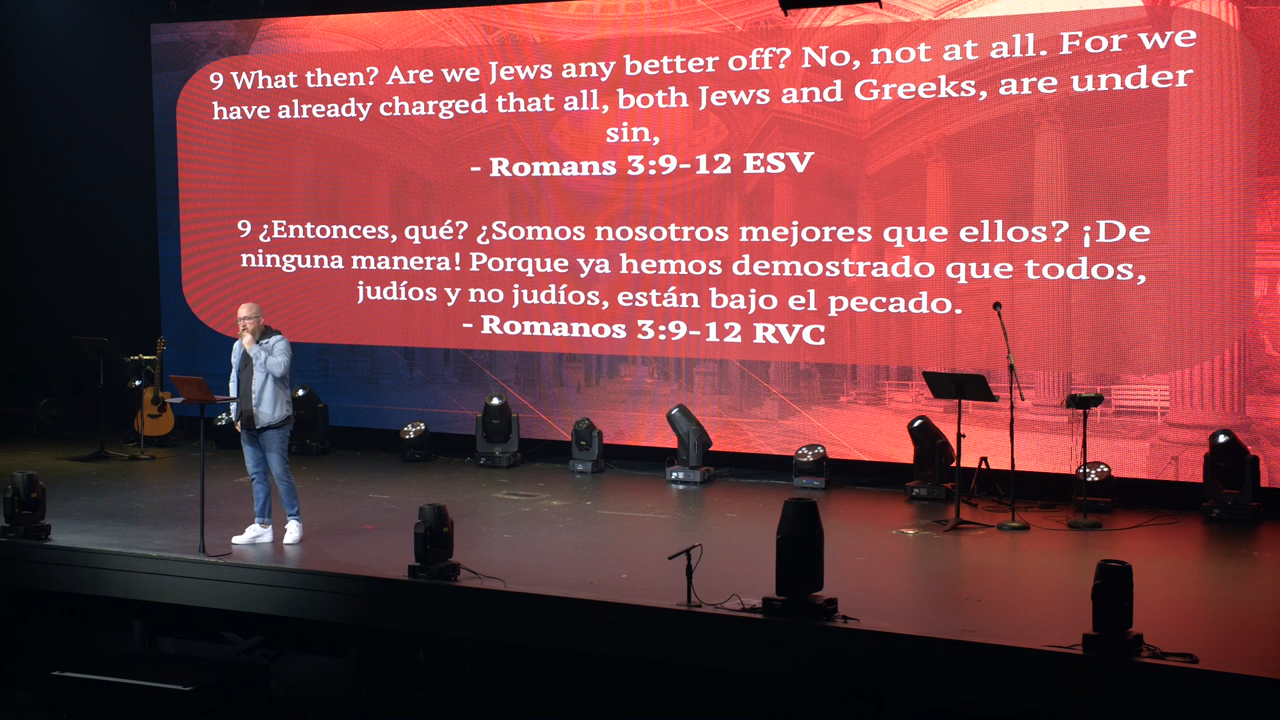 9 What then? Are we Jews any better off? No, not at all. For we
have already charged that all, both Jews and Greeks, are under
sin,
- Romans 3:9-12 ESV
9 ¿Entonces, qué? ¿Somos nosotros mejores que ellos? ¡De
ninguna manera! Porque ya hemos demostrado que todos,
judíos y no judíos, están bajo el pecado.
- Romanos 3:9-12 RVC